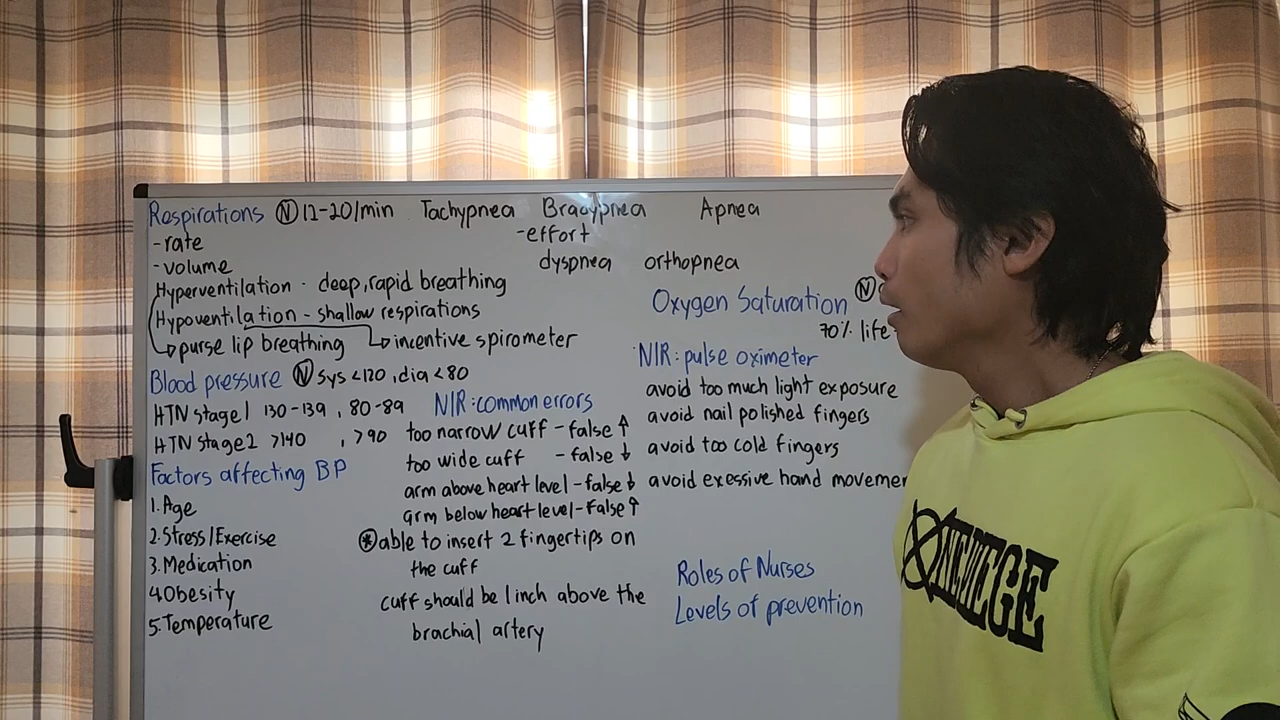 Respirations Ⓝ 12-20/min Tachypnea Bradypnea Apnea
-rate
-effort
-volume
dyspnea orthopnea
Hyperventilation - deep, rapid breathing
Hypoventilation - shallow respirations
↳purse lip breathing ↳incentive spirometer
Blood pressure Ⓝ sys <120, dia <80
HTN stage1 130-139, 80-89
HTN stage2 >140, >90
Factors affecting BP
1.Age
2.Stress/Exercise
3.Medication
4.Obesity
5.Temperature
NIR: common errors
too narrow cuff - false ↑
too wide cuff - false ↓
arm above heart level - false ↓
arm below heart level - False ↑
⊛able to insert 2 fingertips on
the cuff
cuff should be 1 inch above the
brachial artery
Oxygen Saturation Ⓝ
70% life
NIR: pulse oximeter
avoid too much light exposure
avoid nail polished fingers
avoid too cold fingers
avoid exessive hand
Roles of Nurses
Levels of prevention